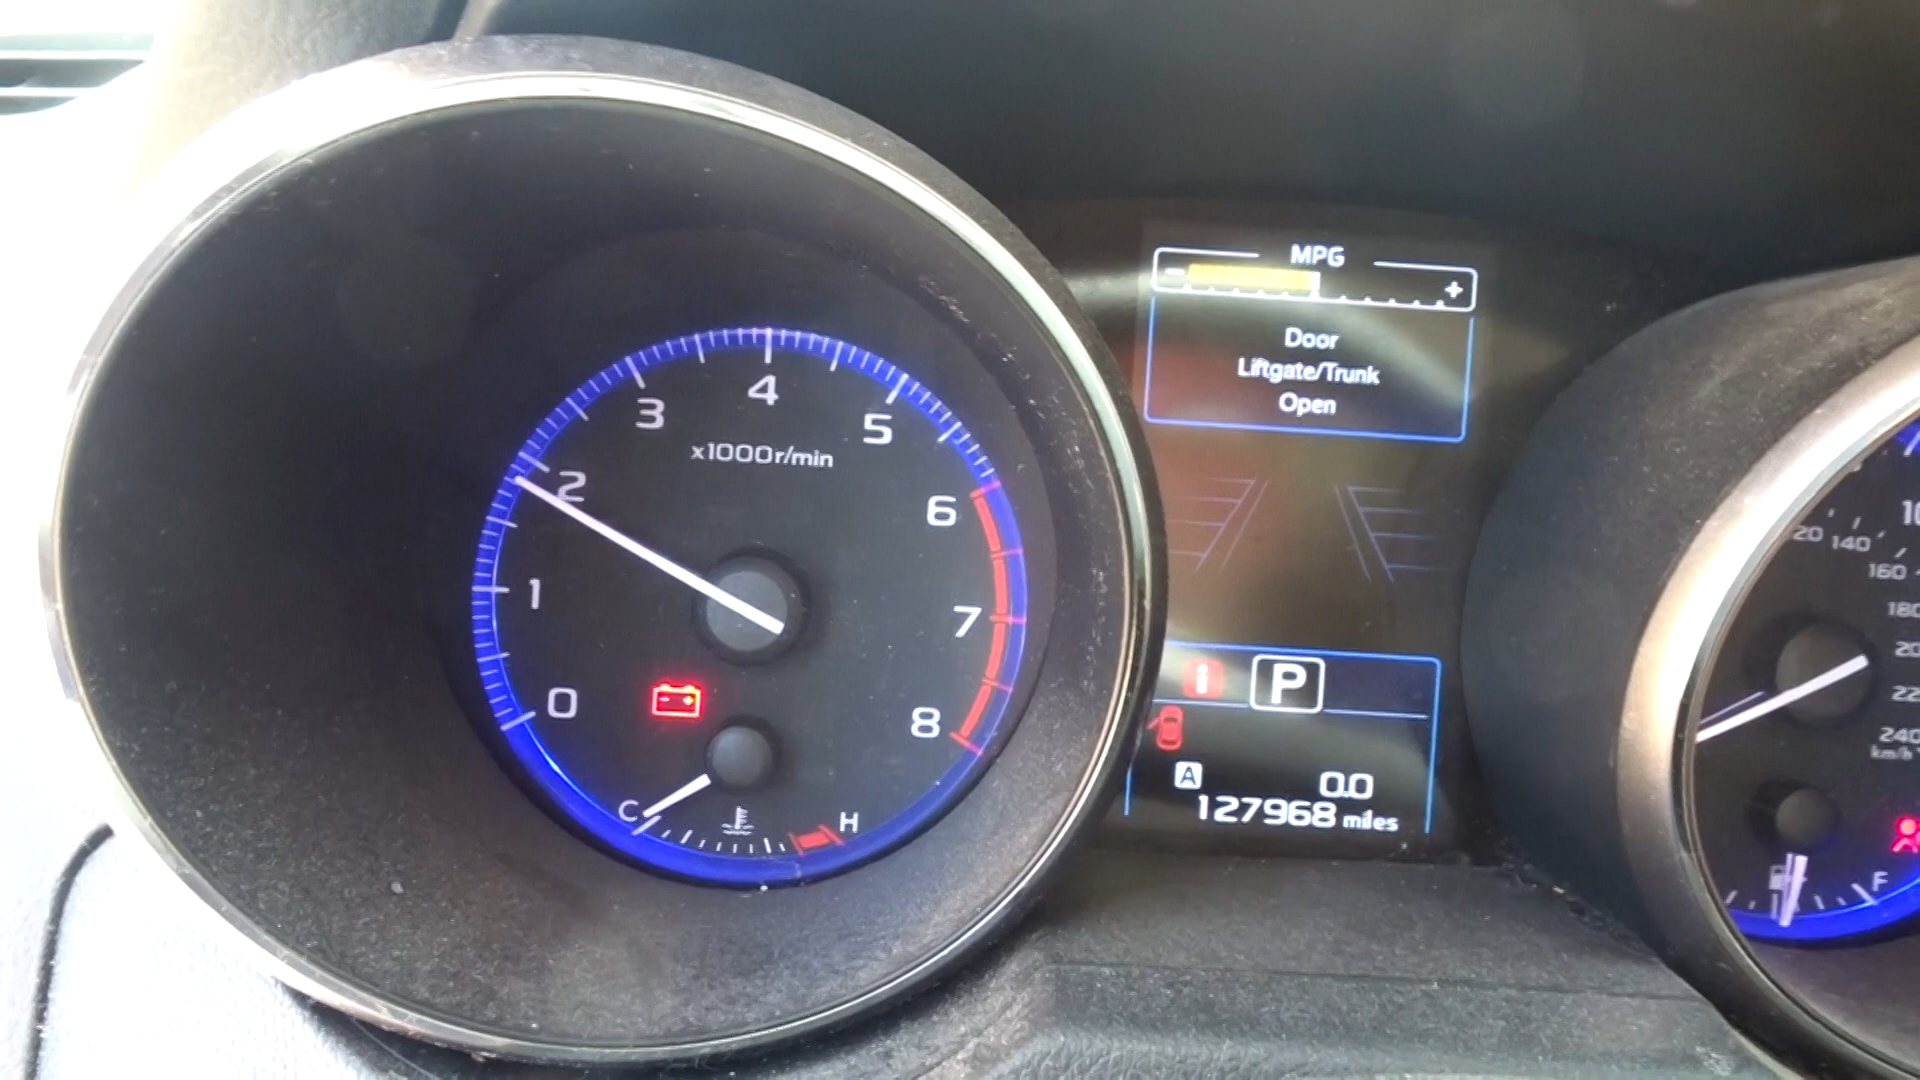 MPG
- +
Door
Liftgate/Trunk
Open
4
3 5
x1000r/min
2
6
1
7
0
8
C H
i P
A 0.0
127968 miles
140
160
180
240
km/h
F